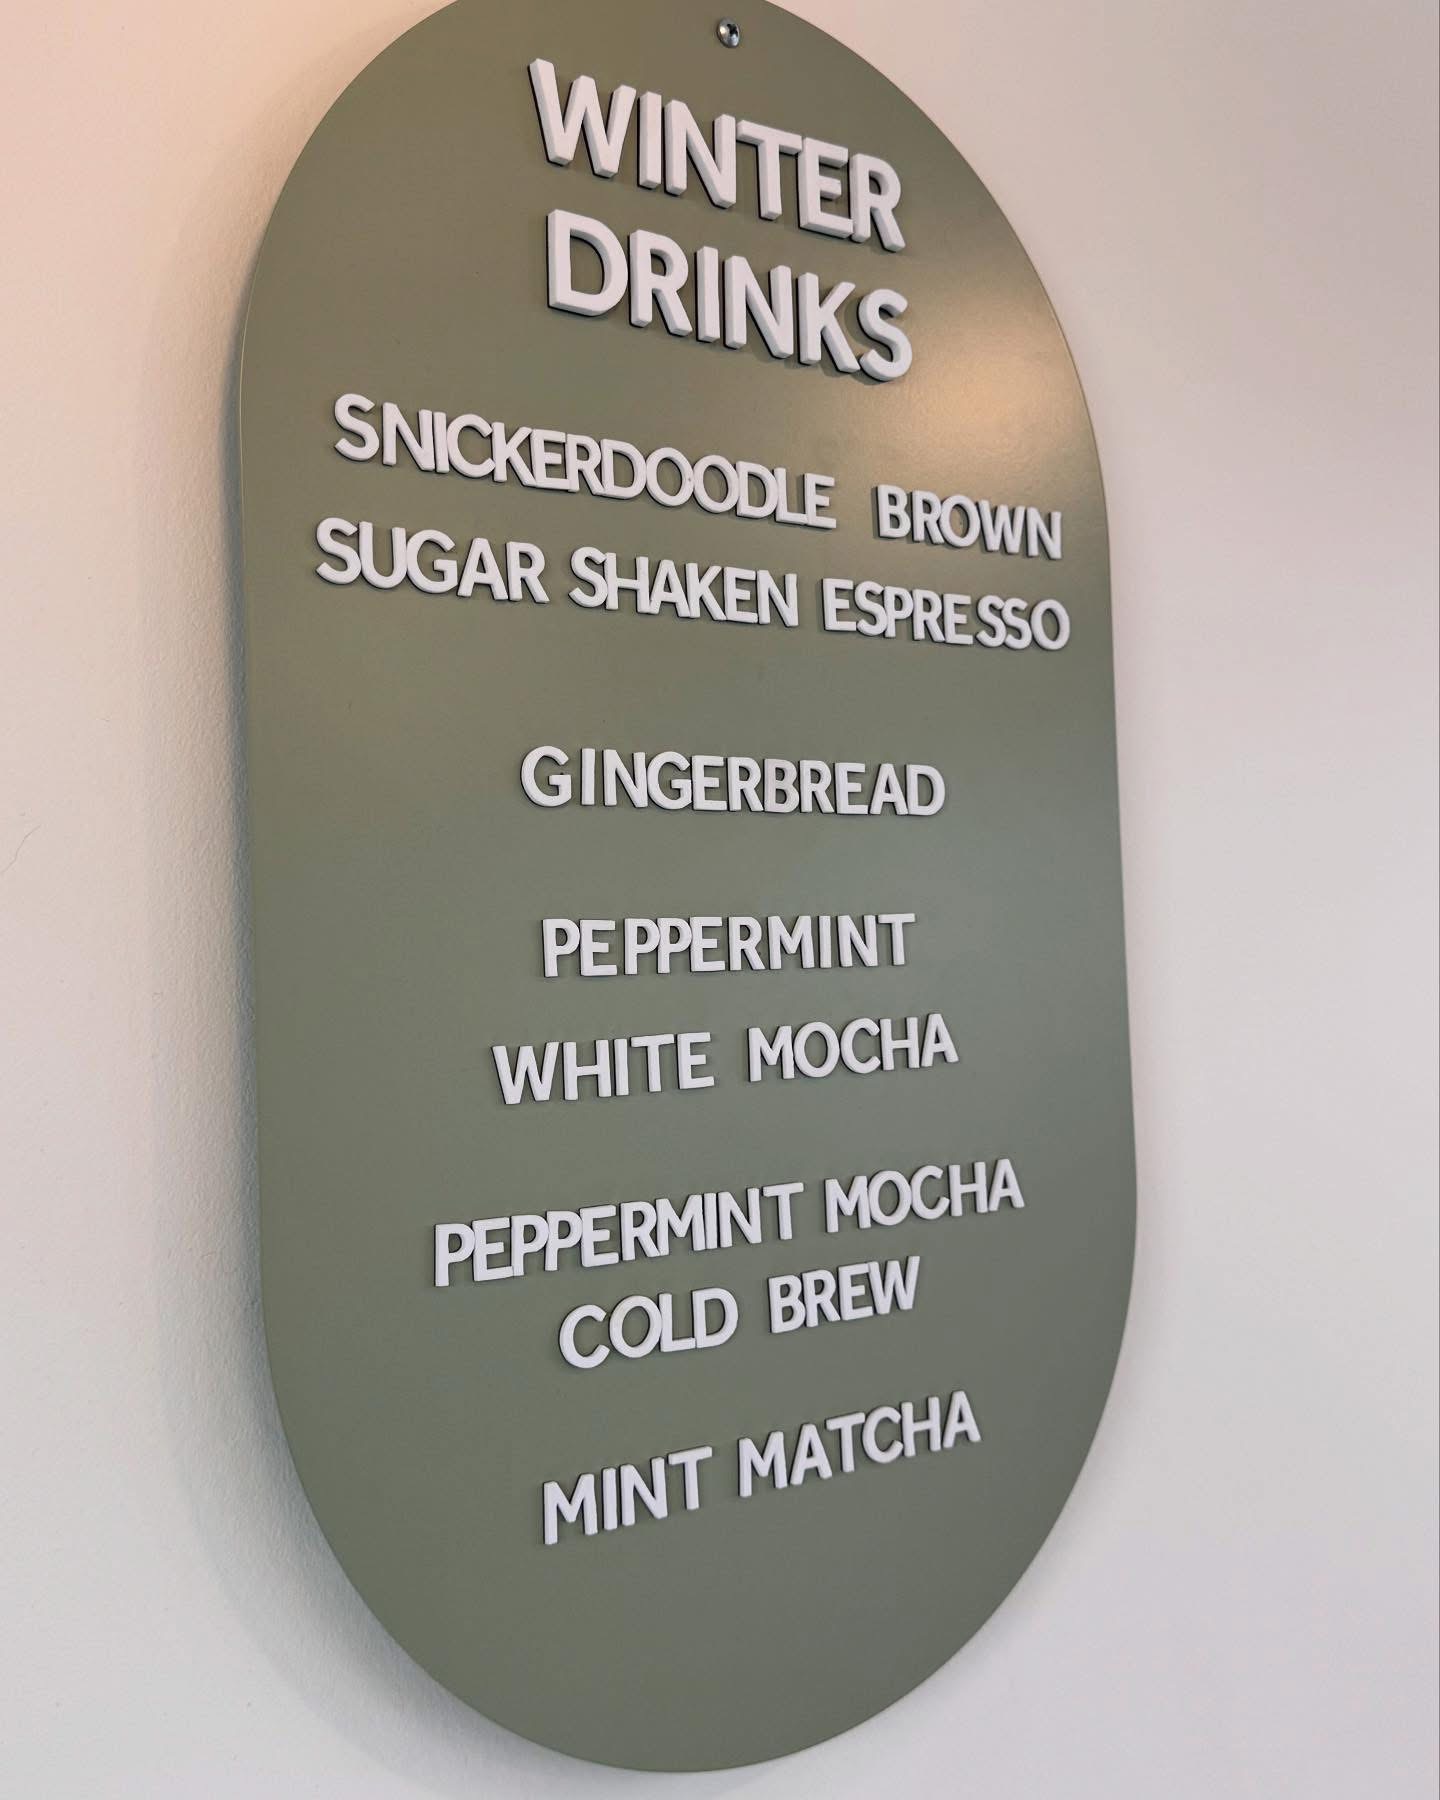 WINTER
DRINKS
SNICKERDOODLE BROWN
SUGAR SHAKEN ESPRESSO
GINGERBREAD
PEPPERMINT
WHITE MOCHA
PEPPERMINT MOCHA
COLD BREW
MINT MATCHA